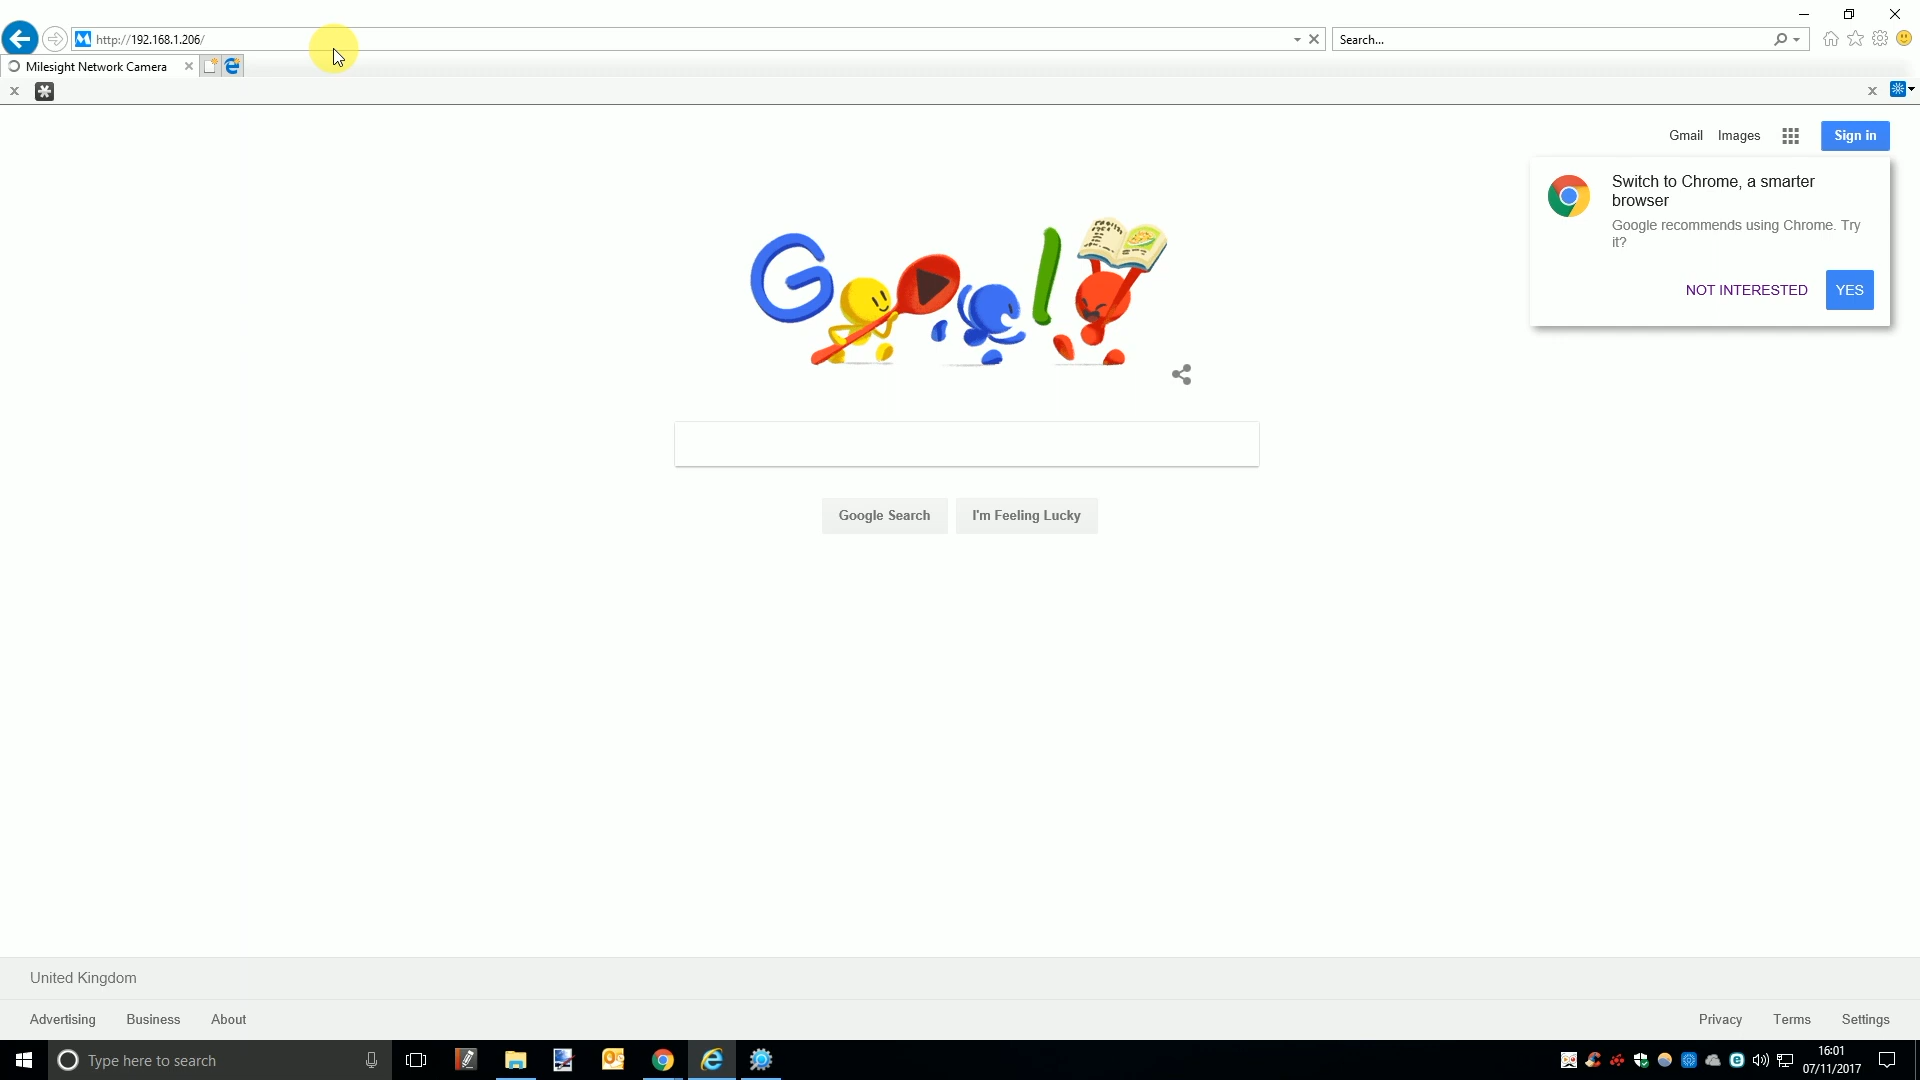 http://192.168.1.206/
Search...
Milesight Network Camera
Gmail Images Sign in
Switch to Chrome, a smarter
browser
Google recommends using Chrome. Try
it?
NOT INTERESTED YES
Google Search I'm Feeling Lucky
United Kingdom
Advertising Business About
Privacy Terms Settings
Type here to search
16:01
07/11/2017